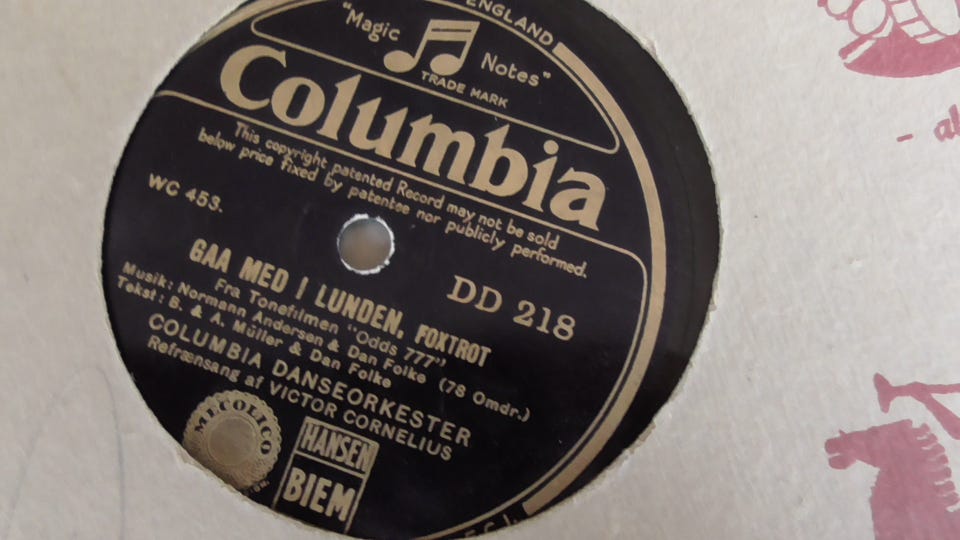 ENGLAND
"Magic Notes"
TRADE MARK
Columbia
This copyright patented Record may not be sold
below price fixed by patentee nor publicly performed.
WC 453.
DD 218
GAA MED I LUNDEN, FOXTROT
Fra Tonefilmen "Odds 777"
Musik: Normann Andersen & Dan Folke (78 Omdr.)
Tekst: B. & A. Müller & Dan Folke
COLUMBIA DANSEORKESTER
Refrænsang af VICTOR CORNELIUS
HANSEN
BIEM
- al